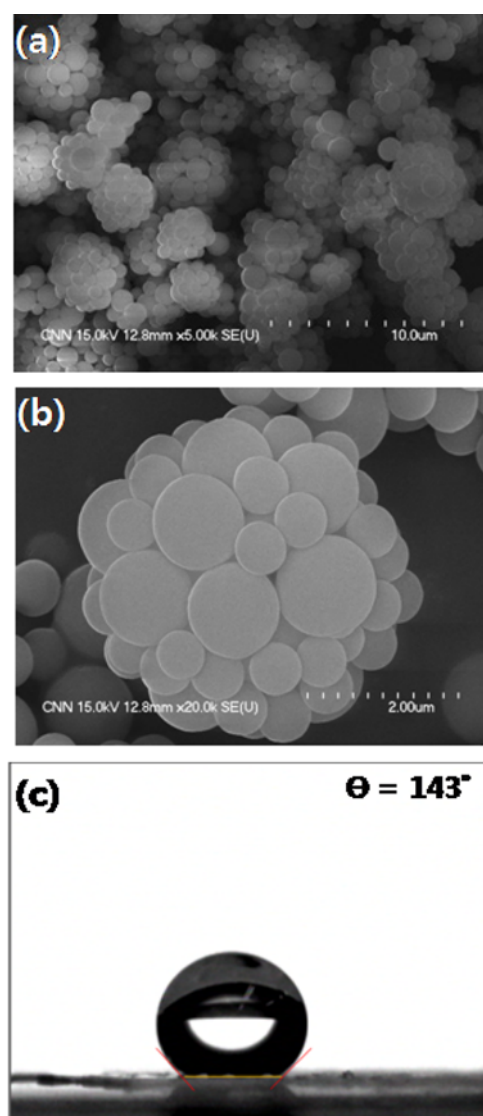 (a)
CNN 15.0kV 12.8mm x5.00k SE(U) 10.0um
(b)
CNN 15.0kV 12.8mm x20.0k SE(U) 2.00um
(c) Θ = 143°